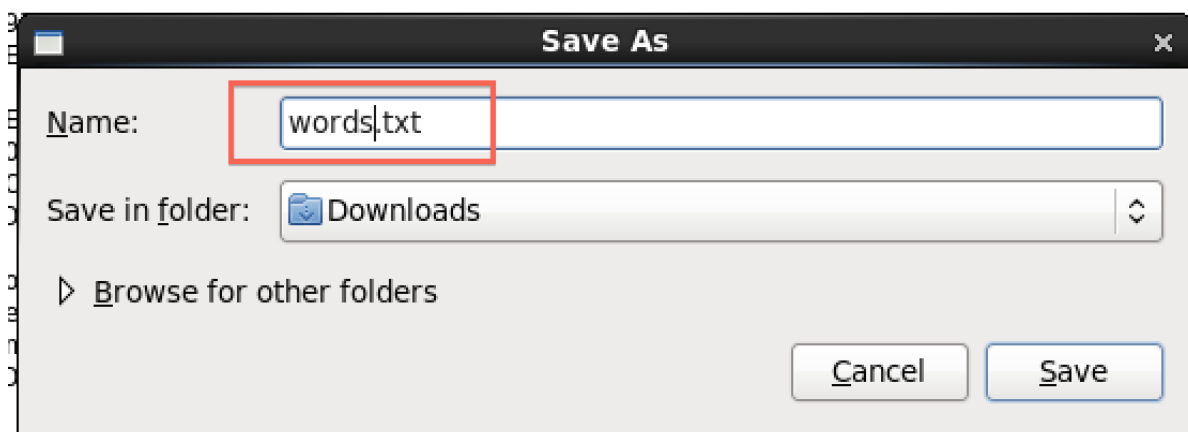 Save As
Name: words.txt
Save in folder: Downloads
Browse for other folders
Cancel Save